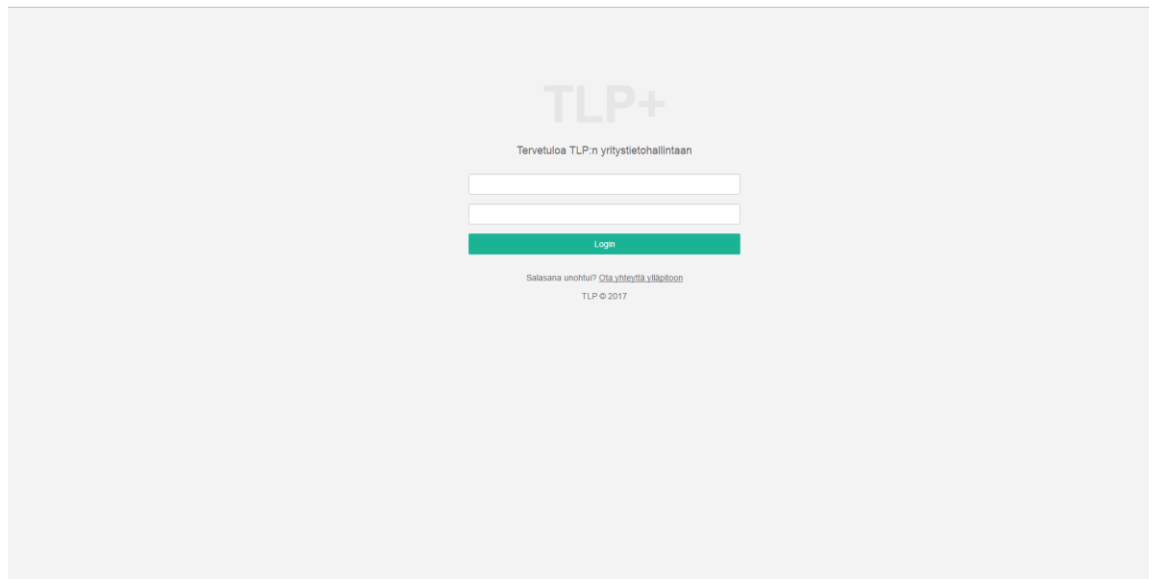 TLP+
Tervetuloa TLP:n yritystietohallintaan
Login
Salasana unohtui? Ota yhteyttä ylläpitoon
TLP © 2017